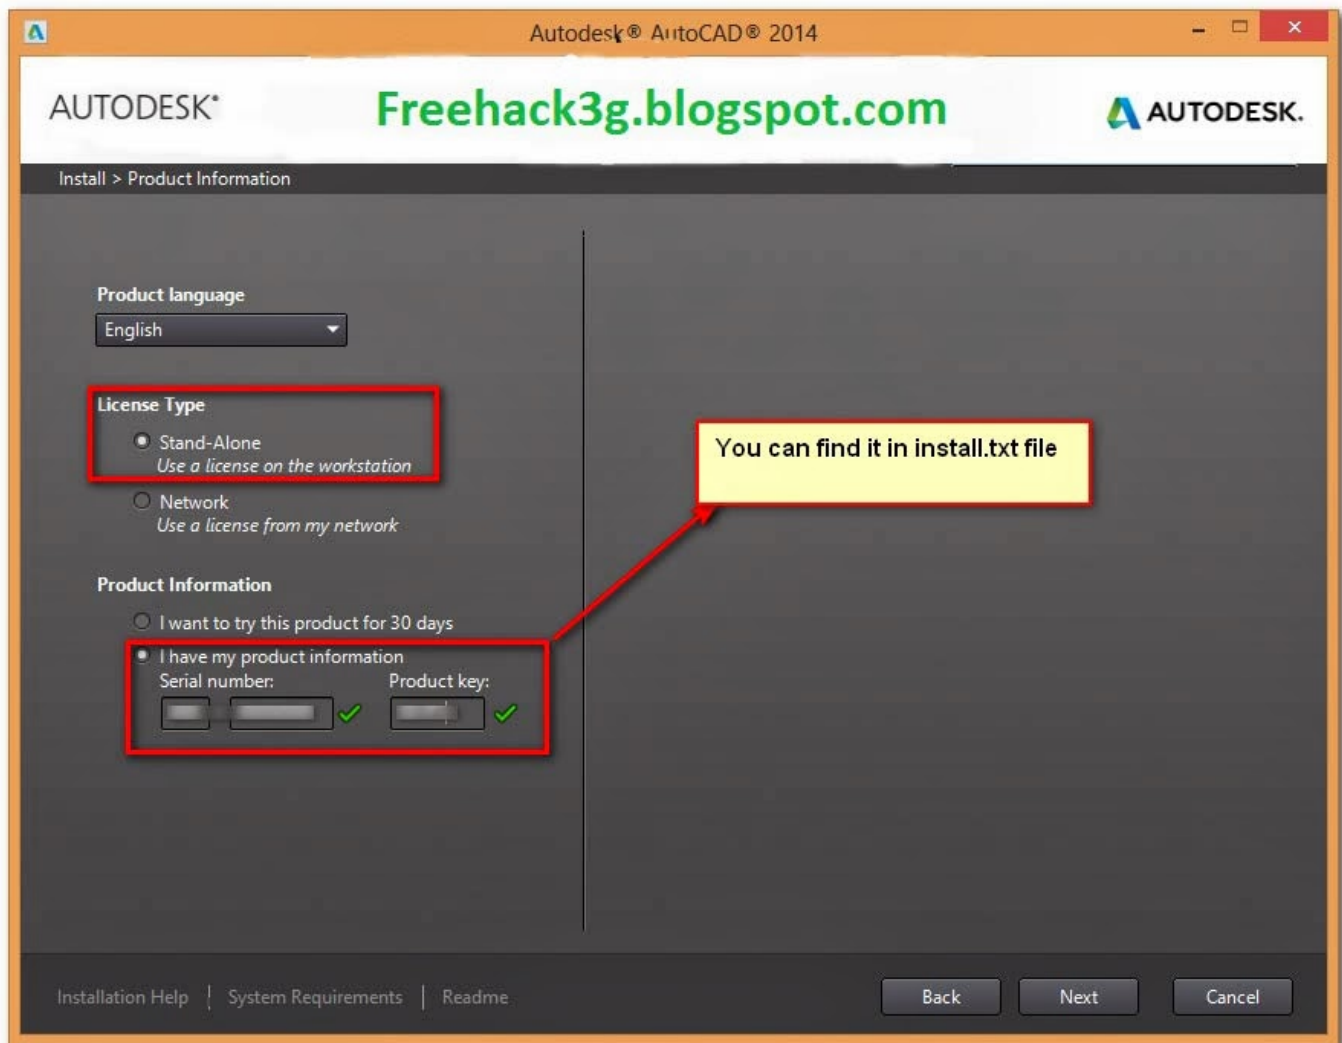 Autodesk® AutoCAD® 2014
AUTODESK®
Freehack3g.blogspot.com
AUTODESK.
Install > Product Information
Product language
English
License Type
Stand-Alone
Use a license on the workstation
Network
Use a license from my network
You can find it in install.txt file
Product Information
I want to try this product for 30 days
I have my product information
Serial number:
Product key:
Installation Help | System Requirements | Readme
Back
Next
Cancel